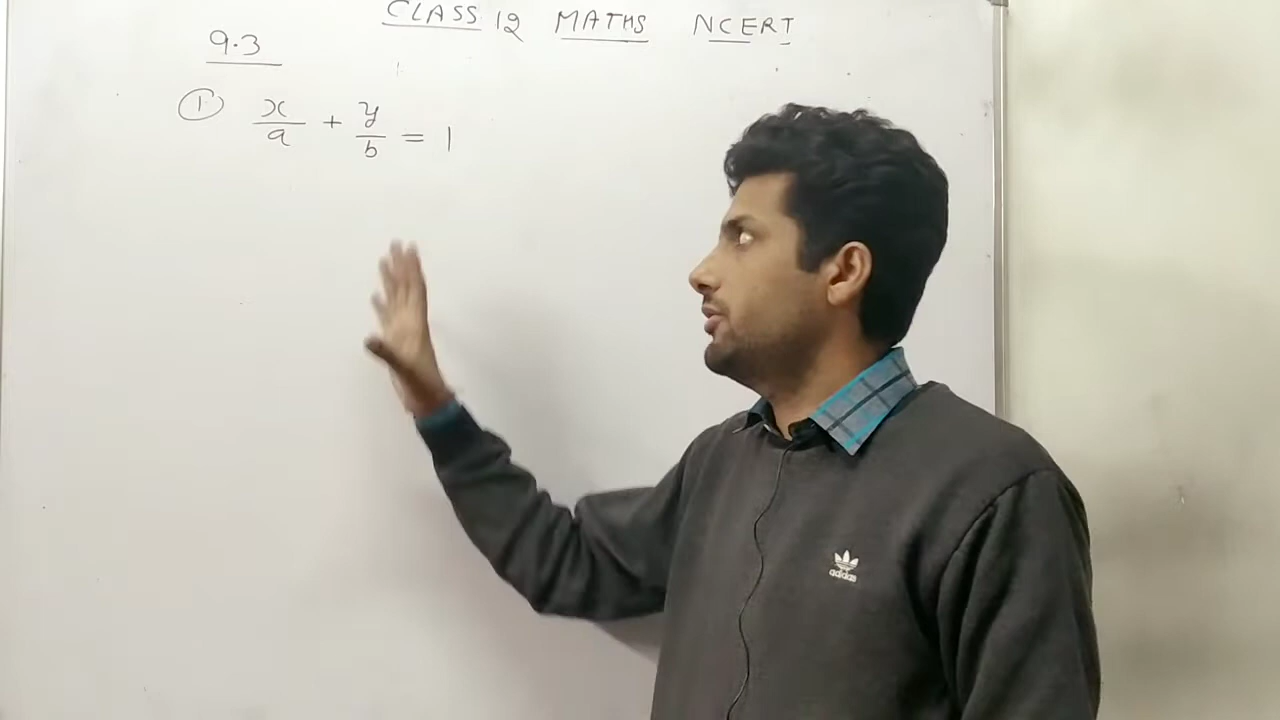 CLASS 12 MATHS NCERT
9.3
① x/a + y/b = 1
adidas